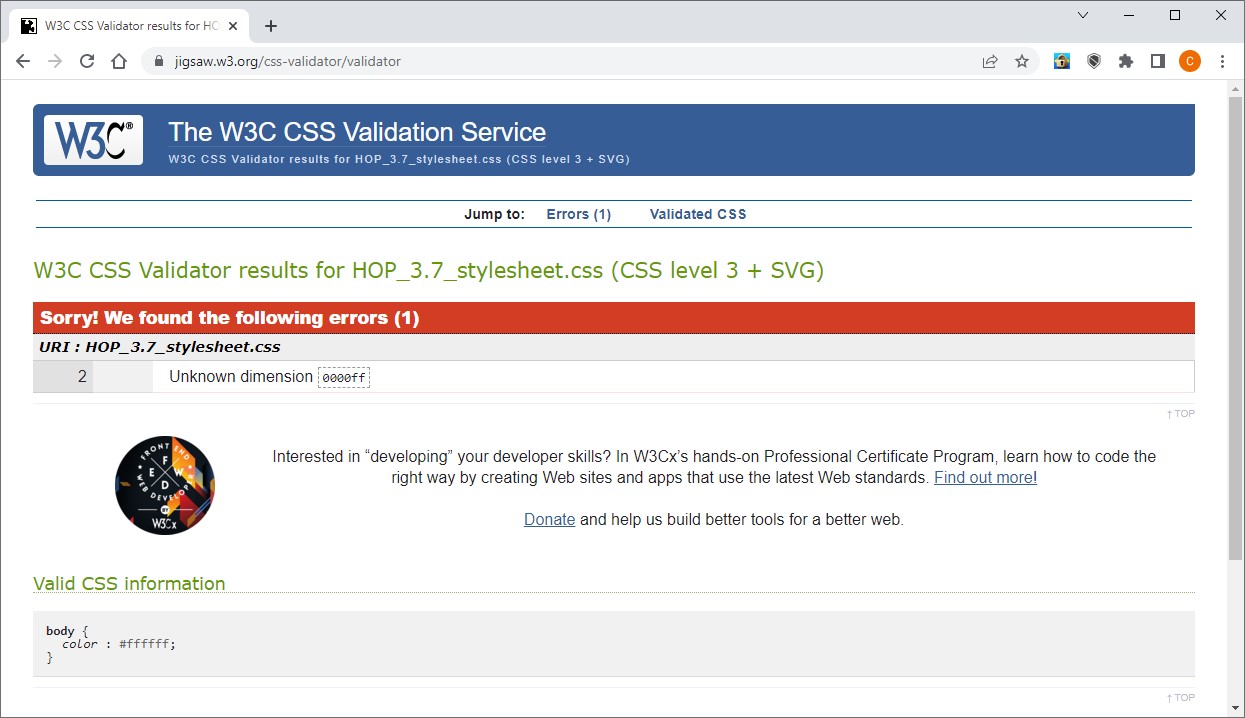 W3C CSS Validator results for HO
jigsaw.w3.org/css-validator/validator
C
W3C®
The W3C CSS Validation Service
W3C CSS Validator results for HOP_3.7_stylesheet.css (CSS level 3 + SVG)
Jump to: Errors (1) Validated CSS
W3C CSS Validator results for HOP_3.7_stylesheet.css (CSS level 3 + SVG)
Sorry! We found the following errors (1)
URI : HOP_3.7_stylesheet.css
2 Unknown dimension 0000ff
↑ TOP
FRONT END
F
E W
D
WEB DEVELOPER
BY
W3Cx
Interested in “developing” your developer skills? In W3Cx’s hands-on Professional Certificate Program, learn how to code the
right way by creating Web sites and apps that use the latest Web standards. Find out more!
Donate and help us build better tools for a better web.
Valid CSS information
body {
color : #ffffff;
}
↑ TOP